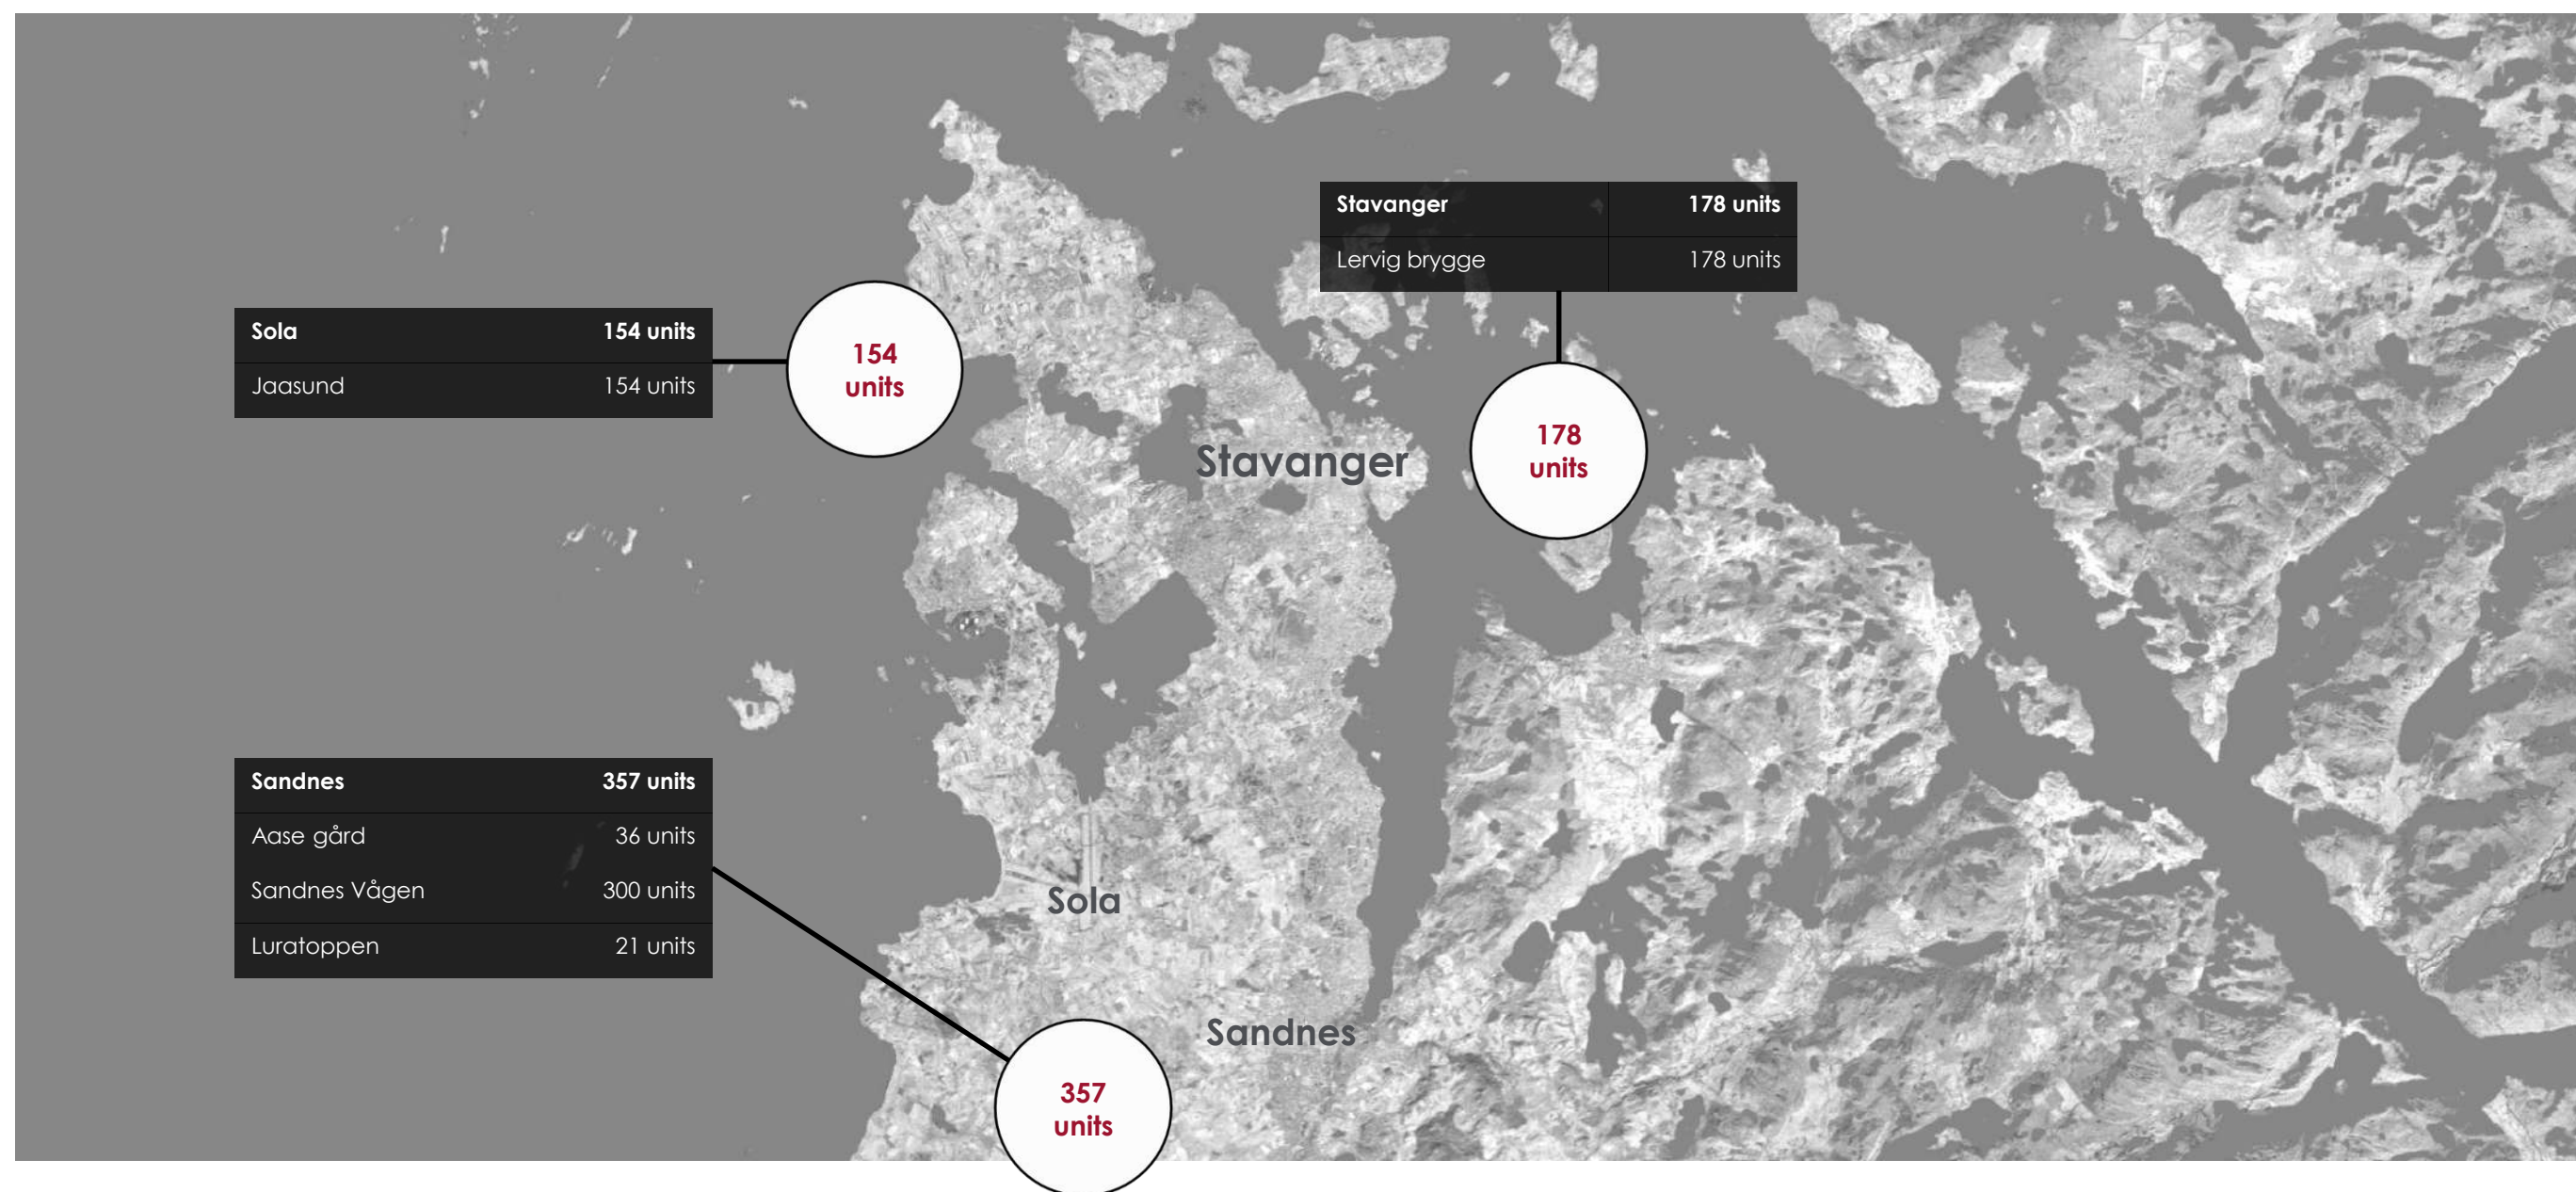 Stavanger 178 units
Lervig brygge 178 units
Sola 154 units
Jaasund 154 units
154
units
178
units
Stavanger
Sandnes 357 units
Aase gård 36 units
Sandnes Vågen 300 units
Luratoppen 21 units
Sola
Sandnes
357
units